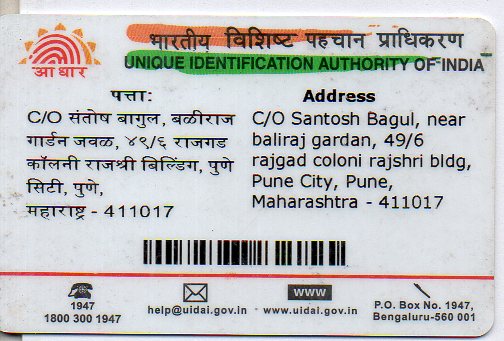 भारतीय विशिष्ट पहचान प्राधिकरण
UNIQUE IDENTIFICATION AUTHORITY OF INDIA
आधार
पत्ता:
C/O संतोष बागुल, बळीराज
गार्डन जवळ, ४९/६ राजगड
कॉलनी राजश्री बिल्डिंग, पुणे
सिटी, पुणे,
महाराष्ट्र - 411017
Address
C/O Santosh Bagul, near
baliraj gardan, 49/6
rajgad coloni rajshri bldg,
Pune City, Pune,
Maharashtra - 411017
1947
1800 300 1947
help@uidai.gov.in
WWW
www.uidai.gov.in
P.O. Box No. 1947,
Bengaluru-560 001